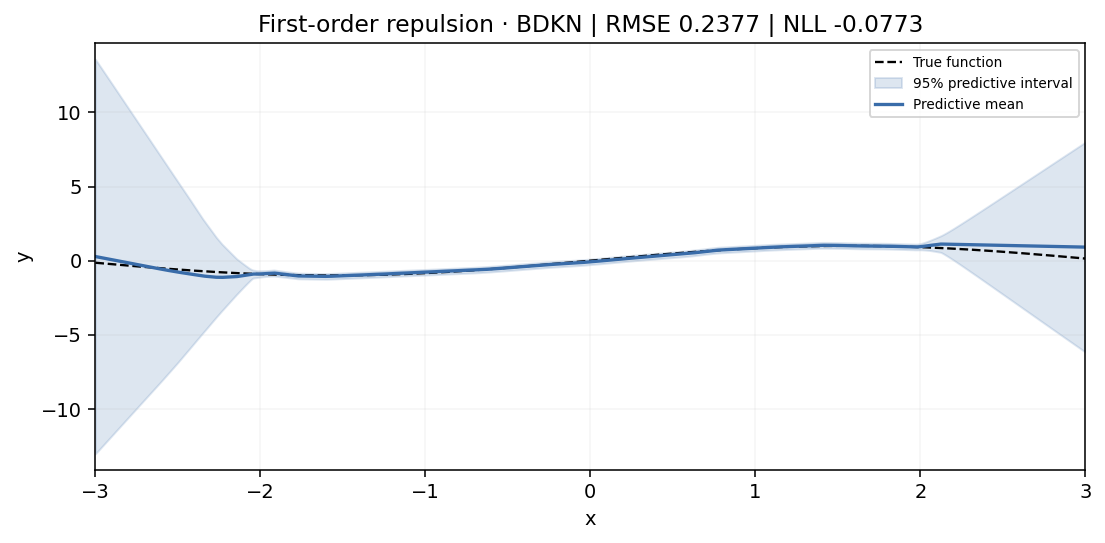 First-order repulsion · BDKN | RMSE 0.2377 | NLL -0.0773
True function
95% predictive interval
Predictive mean
10
5
0
−5
−10
y
−3
−2
−1
0
1
2
3
x